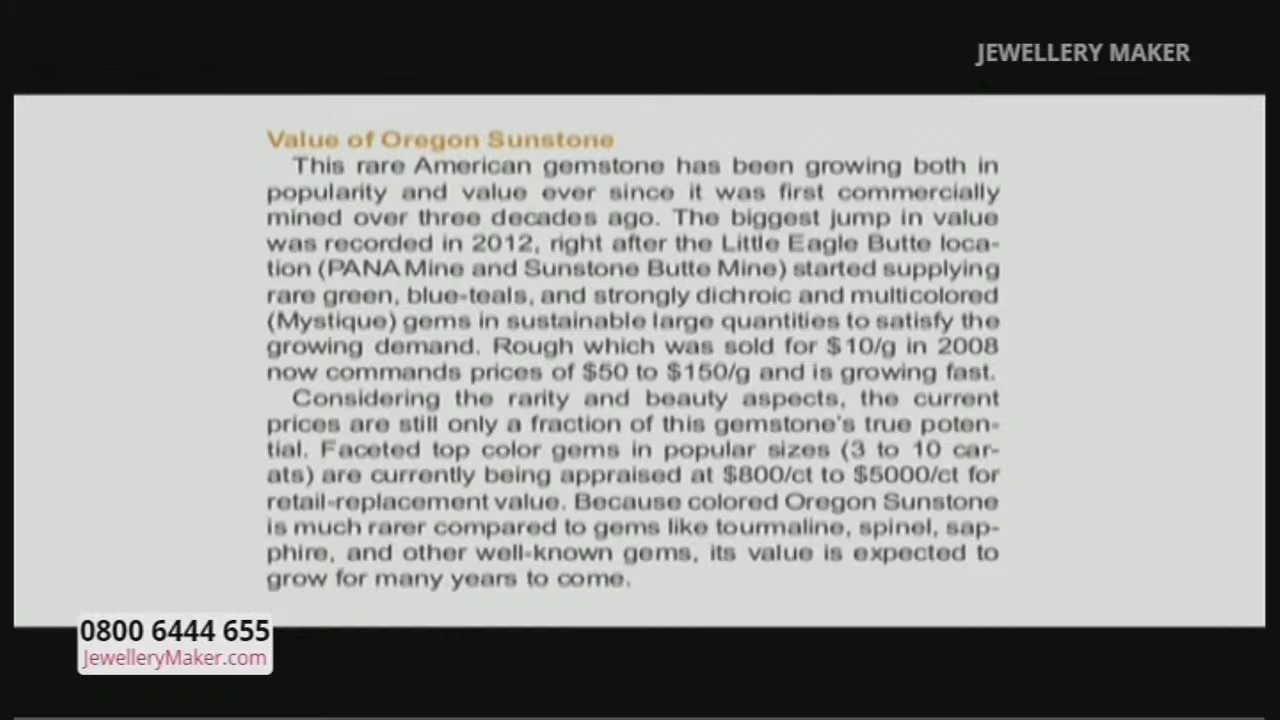 JEWELLERY MAKER
Value of Oregon Sunstone
This rare American gemstone has been growing both in
popularity and value ever since it was first commercially
mined over three decades ago. The biggest jump in value
was recorded in 2012, right after the Little Eagle Butte loca-
tion (PANA Mine and Sunstone Butte Mine) started supplying
rare green, blue-teals, and strongly dichroic and multicolored
(Mystique) gems in sustainable large quantities to satisfy the
growing demand. Rough which was sold for $10/g in 2008
now commands prices of $50 to $150/g and is growing fast.
Considering the rarity and beauty aspects, the current
prices are still only a fraction of this gemstone's true poten-
tial. Faceted top color gems in popular sizes (3 to 10 car-
ats) are currently being appraised at $800/ct to $5000/ct for
retail-replacement value. Because colored Oregon Sunstone
is much rarer compared to gems like tourmaline, spinel, sap-
phire, and other well-known gems, its value is expected to
grow for many years to come.
0800 6444 655
JewelleryMaker.com